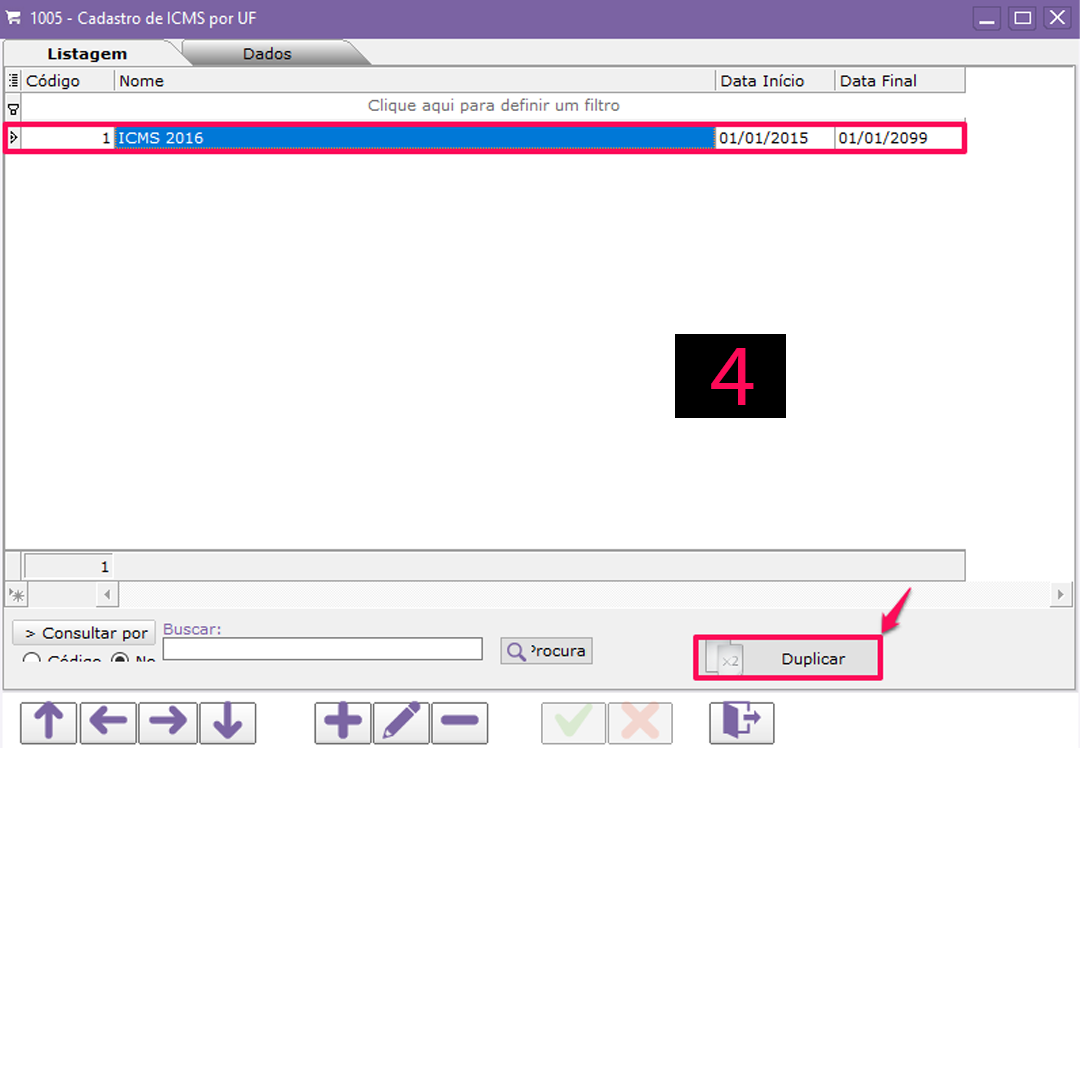 1005 - Cadastro de ICMS por UF
Listagem Dados
Código Nome Data Início Data Final
Clique aqui para definir um filtro
1 ICMS 2016 01/01/2015 01/01/2099
4
1
> Consultar por Buscar:
Código No
Procura
x2 Duplicar